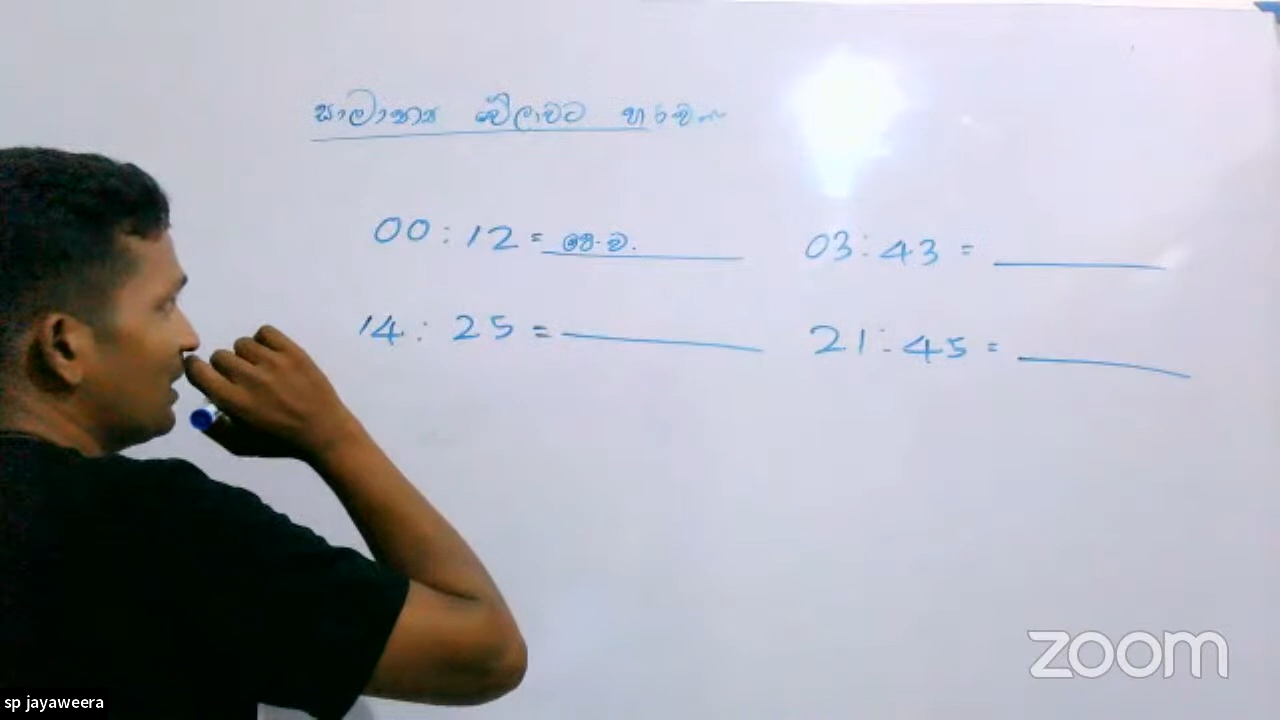 සාමාන්‍ය වේලාවට හරවන්න
00 : 12 = පෙ.ව.
03 : 43 =
14 : 25 =
21 : 45 =
zoom
sp jayaweera